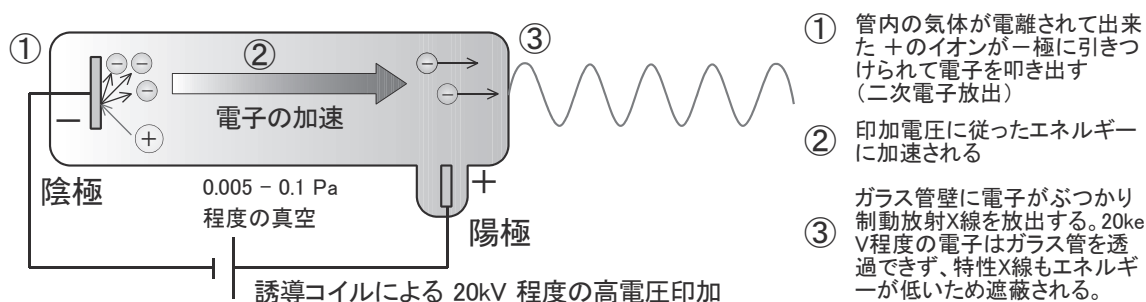 ①
②
③
電子の加速
－
＋
陰極
0.005 − 0.1 Pa
程度の真空
＋
陽極
誘導コイルによる 20kV 程度の高電圧印加
① 管内の気体が電離されて出来
た ＋のイオンが－極に引きつ
けられて電子を叩き出す
（二次電子放出）
② 印加電圧に従ったエネルギー
に加速される
③ ガラス管壁に電子がぶつかり
制動放射X線を放出する。20ke
V程度の電子はガラス管を透
過できず、特性X線もエネルギ
ーが低いため遮蔽される。